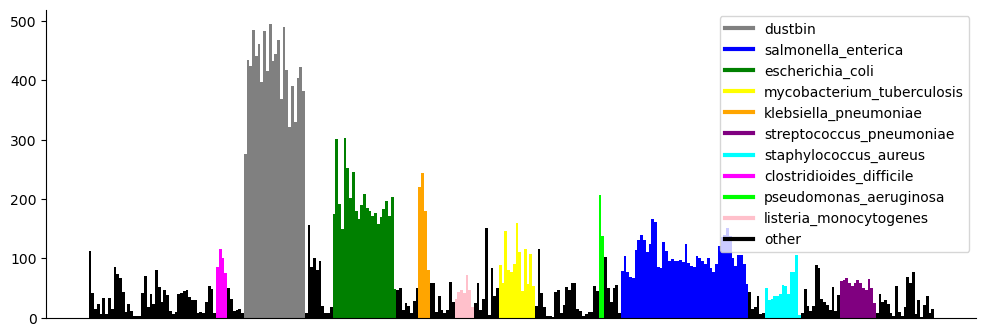 500
400
300
200
100
0
dustbin
salmonella_enterica
escherichia_coli
mycobacterium_tuberculosis
klebsiella_pneumoniae
streptococcus_pneumoniae
staphylococcus_aureus
clostridioides_difficile
pseudomonas_aeruginosa
listeria_monocytogenes
other